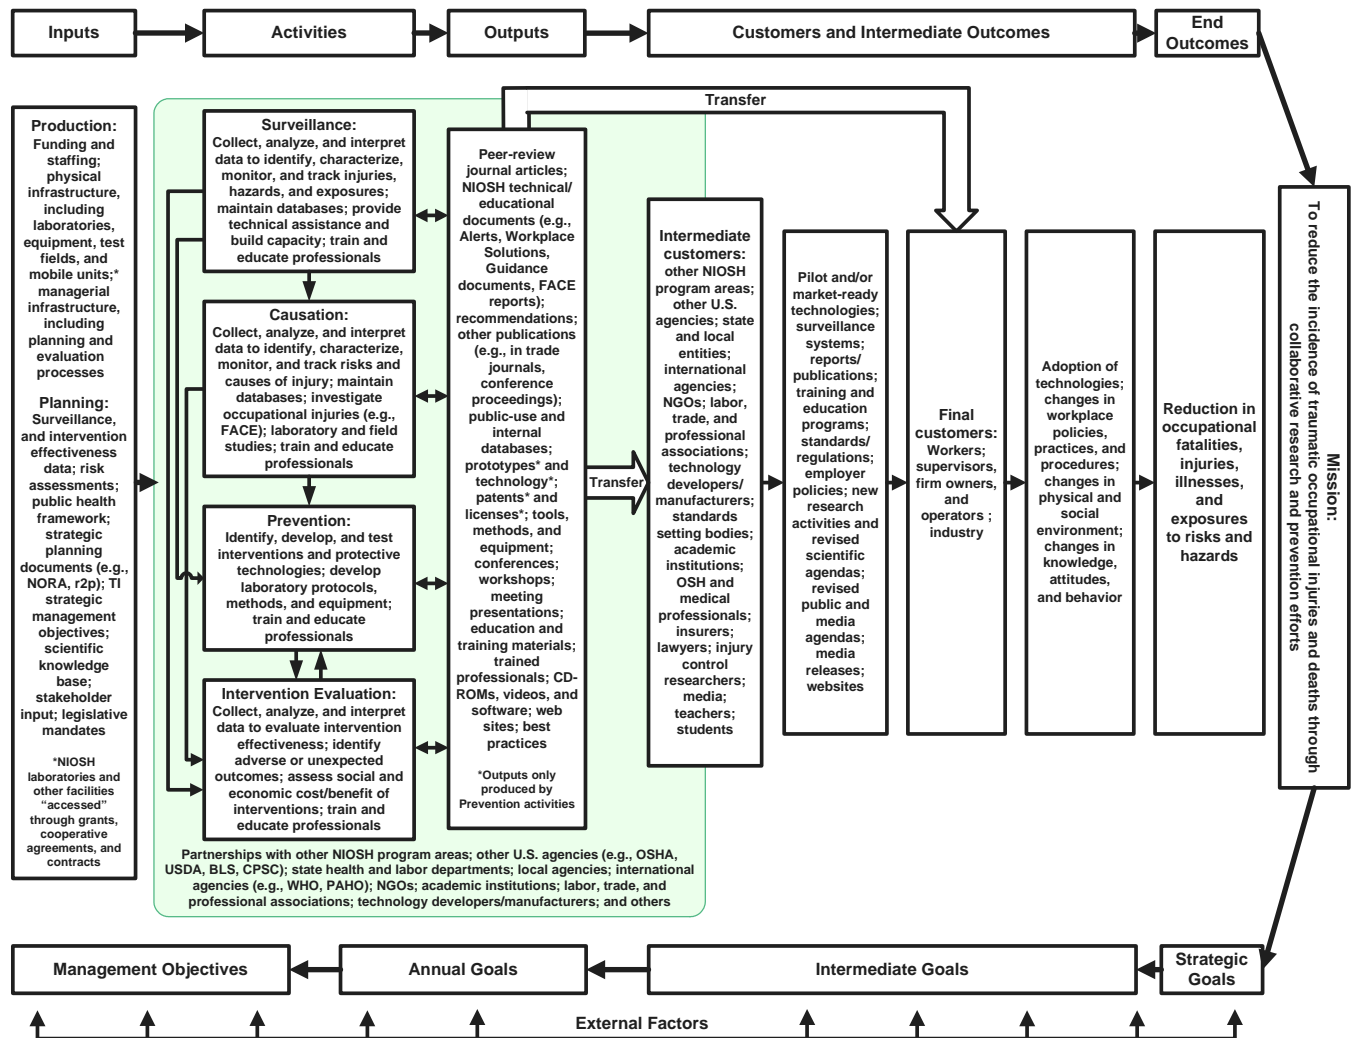 Inputs
Activities
Outputs
Customers and Intermediate Outcomes
End
Outcomes
Production:
Funding and
staffing;
physical
infrastructure,
including
laboratories,
equipment, test
fields, and
mobile units;*
managerial
infrastructure,
including
planning and
evaluation
processes
Planning:
Surveillance,
and intervention
effectiveness
data; risk
assessments;
public health
framework;
strategic
planning
documents (e.g.,
NORA, r2p); TI
strategic
management
objectives;
scientific
knowledge
base;
stakeholder
input; legislative
mandates
*NIOSH
laboratories and
other facilities
“accessed”
through grants,
cooperative
agreements, and
contracts
Surveillance:
Collect, analyze, and interpret
data to identify, characterize,
monitor, and track injuries,
hazards, and exposures;
maintain databases; provide
technical assistance and
build capacity; train and
educate professionals
Causation:
Collect, analyze, and interpret
data to identify, characterize,
monitor, and track risks and
causes of injury; maintain
databases; investigate
occupational injuries (e.g.,
FACE); laboratory and field
studies; train and educate
professionals
Prevention:
Identify, develop, and test
interventions and protective
technologies; develop
laboratory protocols,
methods, and equipment;
train and educate
professionals
Intervention Evaluation:
Collect, analyze, and interpret
data to evaluate intervention
effectiveness; identify
adverse or unexpected
outcomes; assess social and
economic cost/benefit of
interventions; train and
educate professionals
Partnerships with other NIOSH program areas; other U.S. agencies (e.g., OSHA,
USDA, BLS, CPSC); state health and labor departments; local agencies; international
agencies (e.g., WHO, PAHO); NGOs; academic institutions; labor, trade, and
professional associations; technology developers/manufacturers; and others
Peer-review
journal articles;
NIOSH technical/
educational
documents (e.g.,
Alerts, Workplace
Solutions,
Guidance
documents, FACE
reports);
recommendations;
other publications
(e.g., in trade
journals,
conference
proceedings);
public-use and
internal
databases;
prototypes* and
technology*;
patents* and
licenses*; tools,
methods, and
equipment;
conferences;
workshops;
meeting
presentations;
education and
training materials;
trained
professionals; CD-
ROMs, videos, and
software; web
sites; best
practices
*Outputs only
produced by
Prevention activities
Transfer
Transfer
Intermediate
customers:
other NIOSH
program areas;
other U.S.
agencies; state
and local
entities;
international
agencies;
NGOs; labor,
trade, and
professional
associations;
technology
developers/
manufacturers;
standards
setting bodies;
academic
institutions;
OSH and
medical
professionals;
insurers;
lawyers; injury
control
researchers;
media;
teachers;
students
Pilot and/or
market-ready
technologies;
surveillance
systems;
reports/
publications;
training and
education
programs;
standards/
regulations;
employer
policies; new
research
activities and
revised
scientific
agendas;
revised
public and
media
agendas;
media
releases;
websites
Final
customers:
Workers;
supervisors,
firm owners,
and
operators ;
industry
Adoption of
technologies;
changes in
workplace
policies,
practices, and
procedures;
changes in
physical and
social
environment;
changes in
knowledge,
attitudes,
and behavior
Reduction in
occupational
fatalities,
injuries,
illnesses,
and
exposures
to risks and
hazards
Mission:
To reduce the incidence of traumatic occupational injuries and deaths through
collaborative research and prevention efforts
Management Objectives
Annual Goals
Intermediate Goals
Strategic
Goals
External Factors